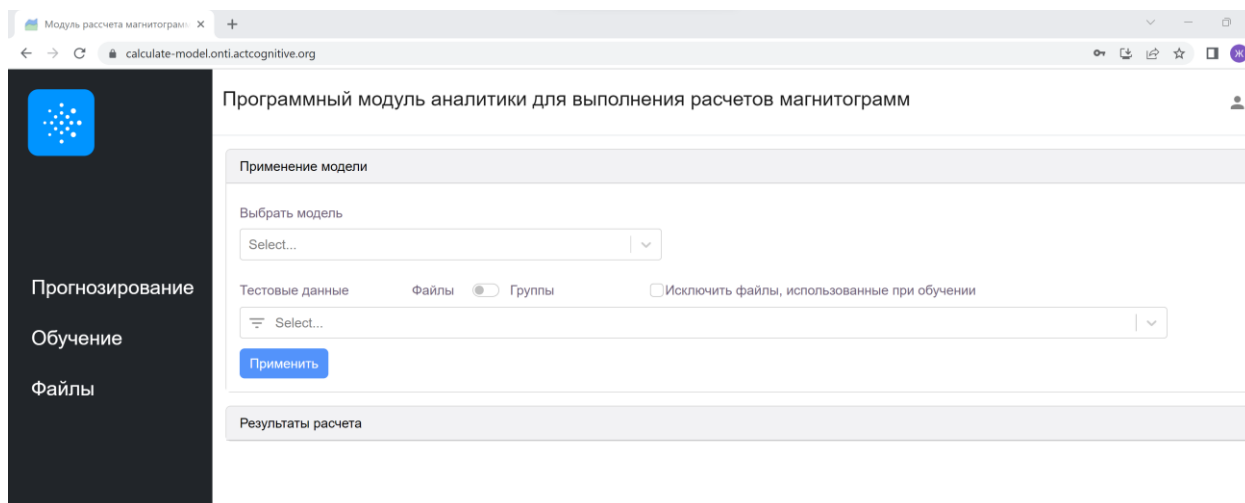 Модуль рассчета магнитограмм
calculate-model.onti.actcognitive.org
Ж
Программный модуль аналитики для выполнения расчетов магнитограмм
Применение модели
Выбрать модель
Select...
Прогнозирование
Обучение
Файлы
Тестовые данные Файлы Группы Исключить файлы, использованные при обучении
Select...
Применить
Результаты расчета